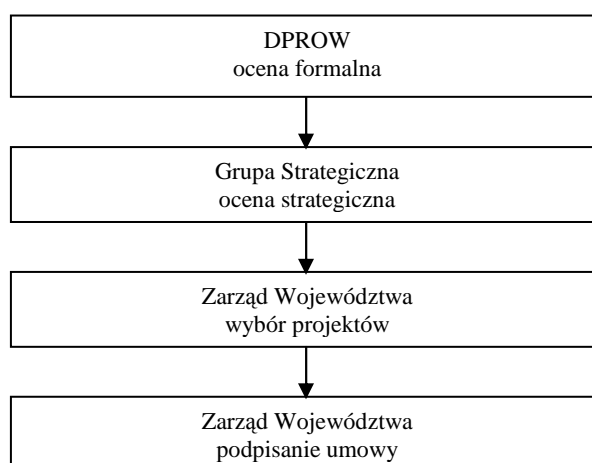 DPROW
ocena formalna
Grupa Strategiczna
ocena strategiczna
Zarząd Województwa
wybór projektów
Zarząd Województwa
podpisanie umowy